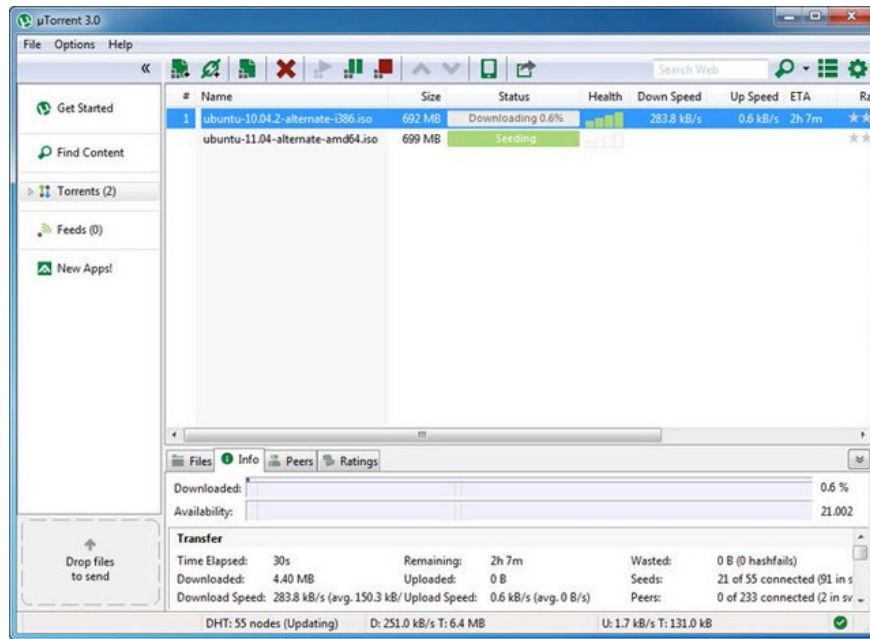 µTorrent 3.0
File Options Help
« Search Web
Get Started
Find Content
Torrents (2)
Feeds (0)
New Apps!
Drop files
to send
# Name Size Status Health Down Speed Up Speed ETA Ra
1 ubuntu-10.04.2-alternate-i386.iso 692 MB Downloading 0.6% 283.8 kB/s 0.6 kB/s 2h 7m
ubuntu-11.04-alternate-amd64.iso 699 MB Seeding
Files Info Peers Ratings
Downloaded: 0.6 %
Availability: 21.002
Transfer
Time Elapsed: 30s Remaining: 2h 7m Wasted: 0 B (0 hashfails)
Downloaded: 4.40 MB Uploaded: 0 B Seeds: 21 of 55 connected (91 in s
Download Speed: 283.8 kB/s (avg. 150.3 kB/ Upload Speed: 0.6 kB/s (avg. 0 B/s) Peers: 0 of 233 connected (2 in sv
DHT: 55 nodes (Updating) D: 251.0 kB/s T: 6.4 MB U: 1.7 kB/s T: 131.0 kB